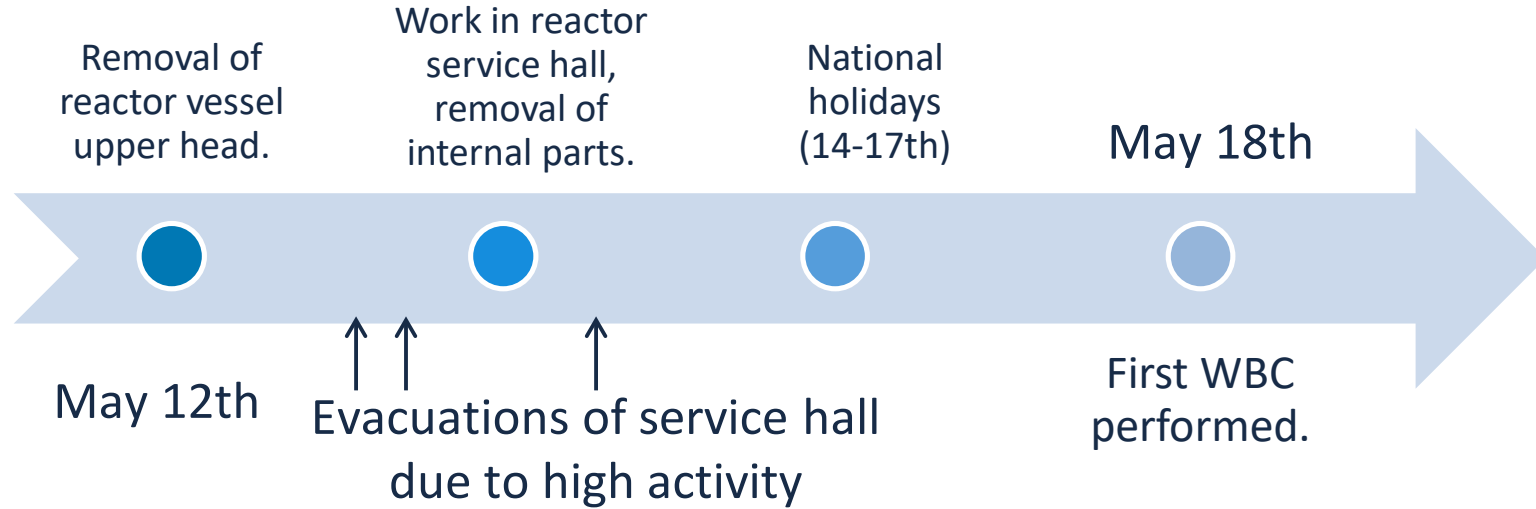 Removal of
reactor vessel
upper head.
Work in reactor
service hall,
removal of
internal parts.
National
holidays
(14-17th)
May 18th
May 12th
Evacuations of service hall
due to high activity
First WBC
performed.